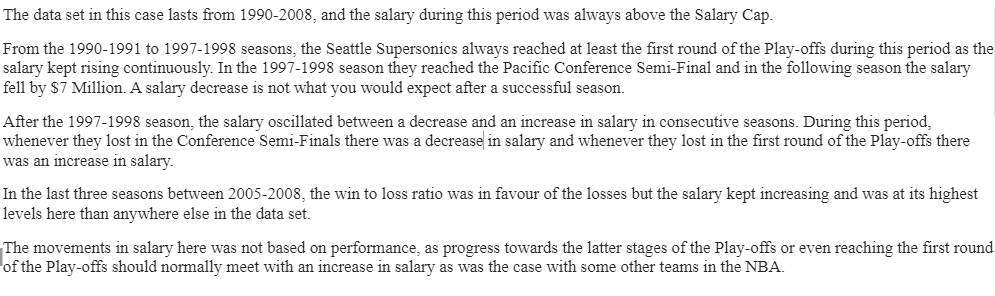 The data set in this case lasts from 1990-2008, and the salary during this period was always above the Salary Cap.
From the 1990-1991 to 1997-1998 seasons, the Seattle Supersonics always reached at least the first round of the Play-offs during this period as the
salary kept rising continuously. In the 1997-1998 season they reached the Pacific Conference Semi-Final and in the following season the salary
fell by $7 Million. A salary decrease is not what you would expect after a successful season.
After the 1997-1998 season, the salary oscillated between a decrease and an increase in salary in consecutive seasons. During this period,
whenever they lost in the Conference Semi-Finals there was a decrease in salary and whenever they lost in the first round of the Play-offs there
was an increase in salary.
In the last three seasons between 2005-2008, the win to loss ratio was in favour of the losses but the salary kept increasing and was at its highest
levels here than anywhere else in the data set.
The movements in salary here was not based on performance, as progress towards the latter stages of the Play-offs or even reaching the first round
of the Play-offs should normally meet with an increase in salary as was the case with some other teams in the NBA.